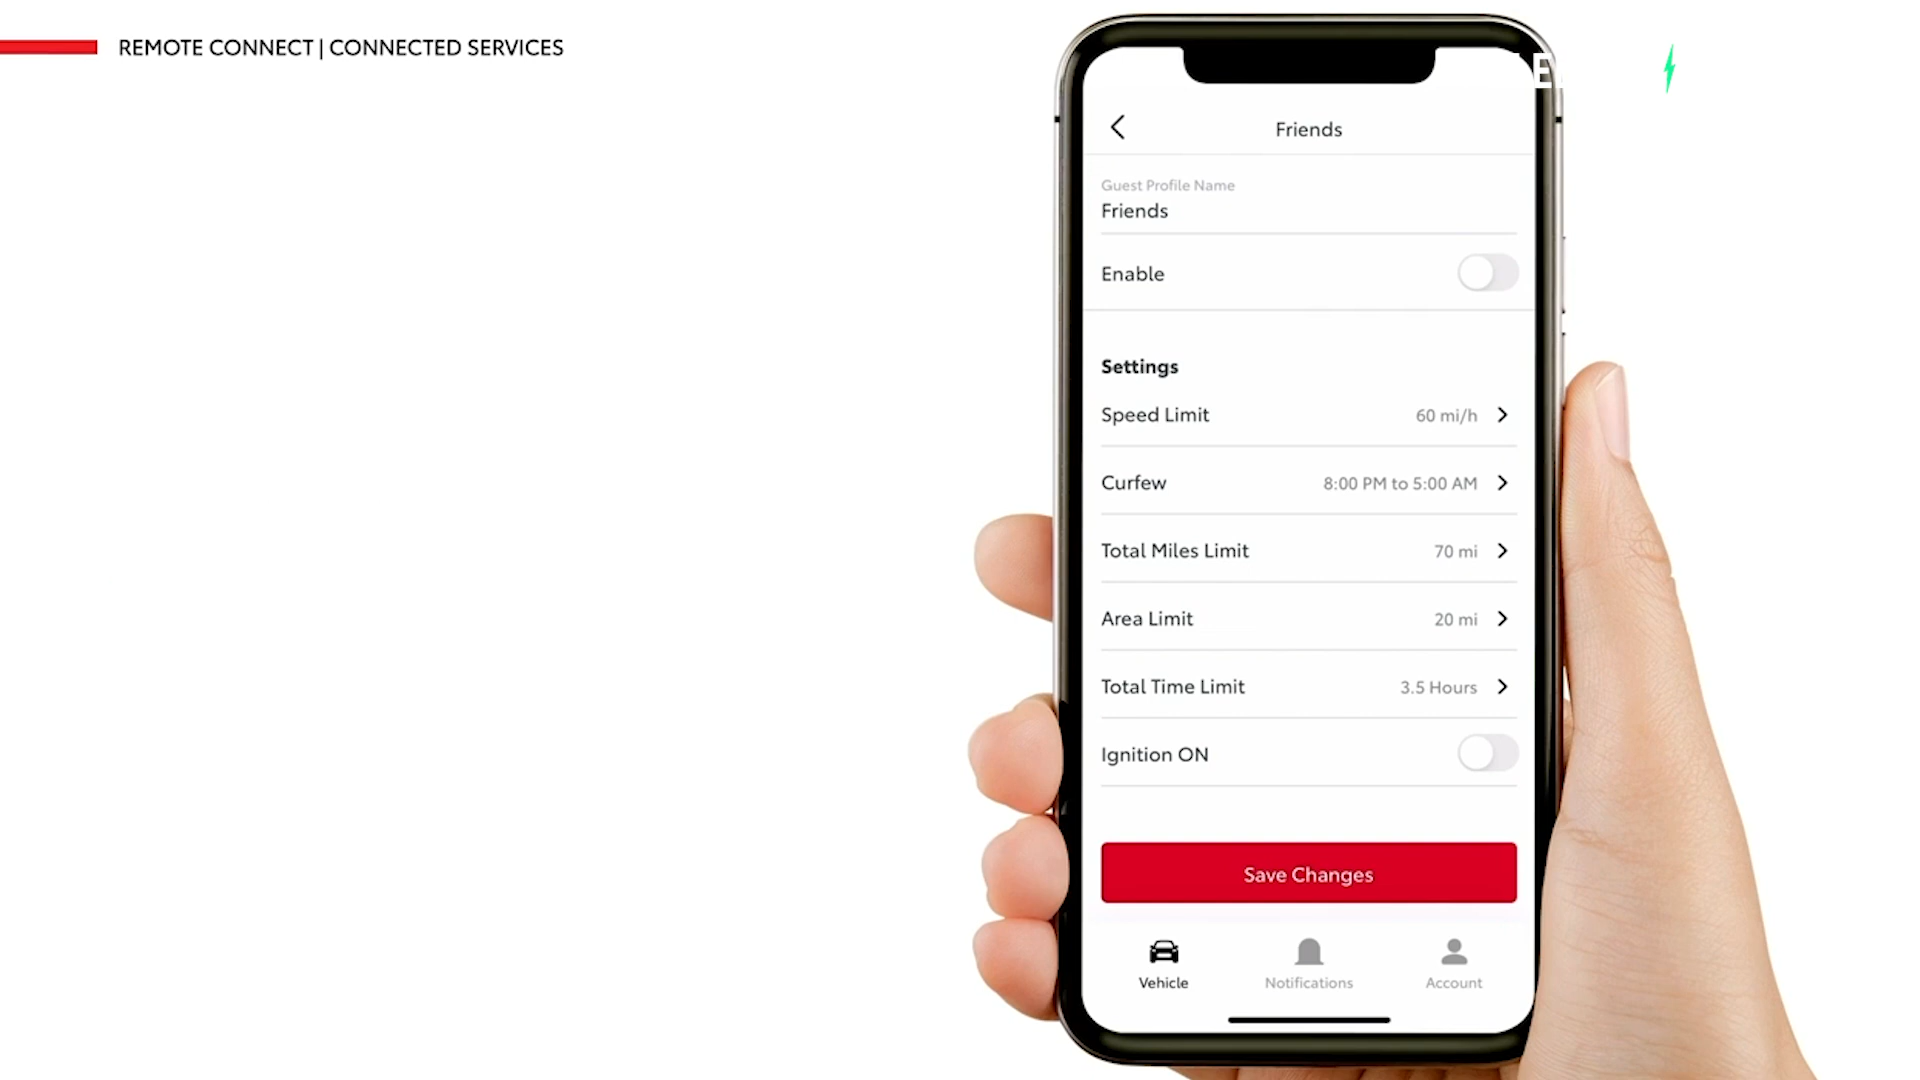 REMOTE CONNECT | CONNECTED SERVICES
Friends
Guest Profile Name
Friends
Enable
Settings
Speed Limit 60 mi/h
Curfew 8:00 PM to 5:00 AM
Total Miles Limit 70 mi
Area Limit 20 mi
Total Time Limit 3.5 Hours
Ignition ON
Save Changes
Vehicle Notifications Account